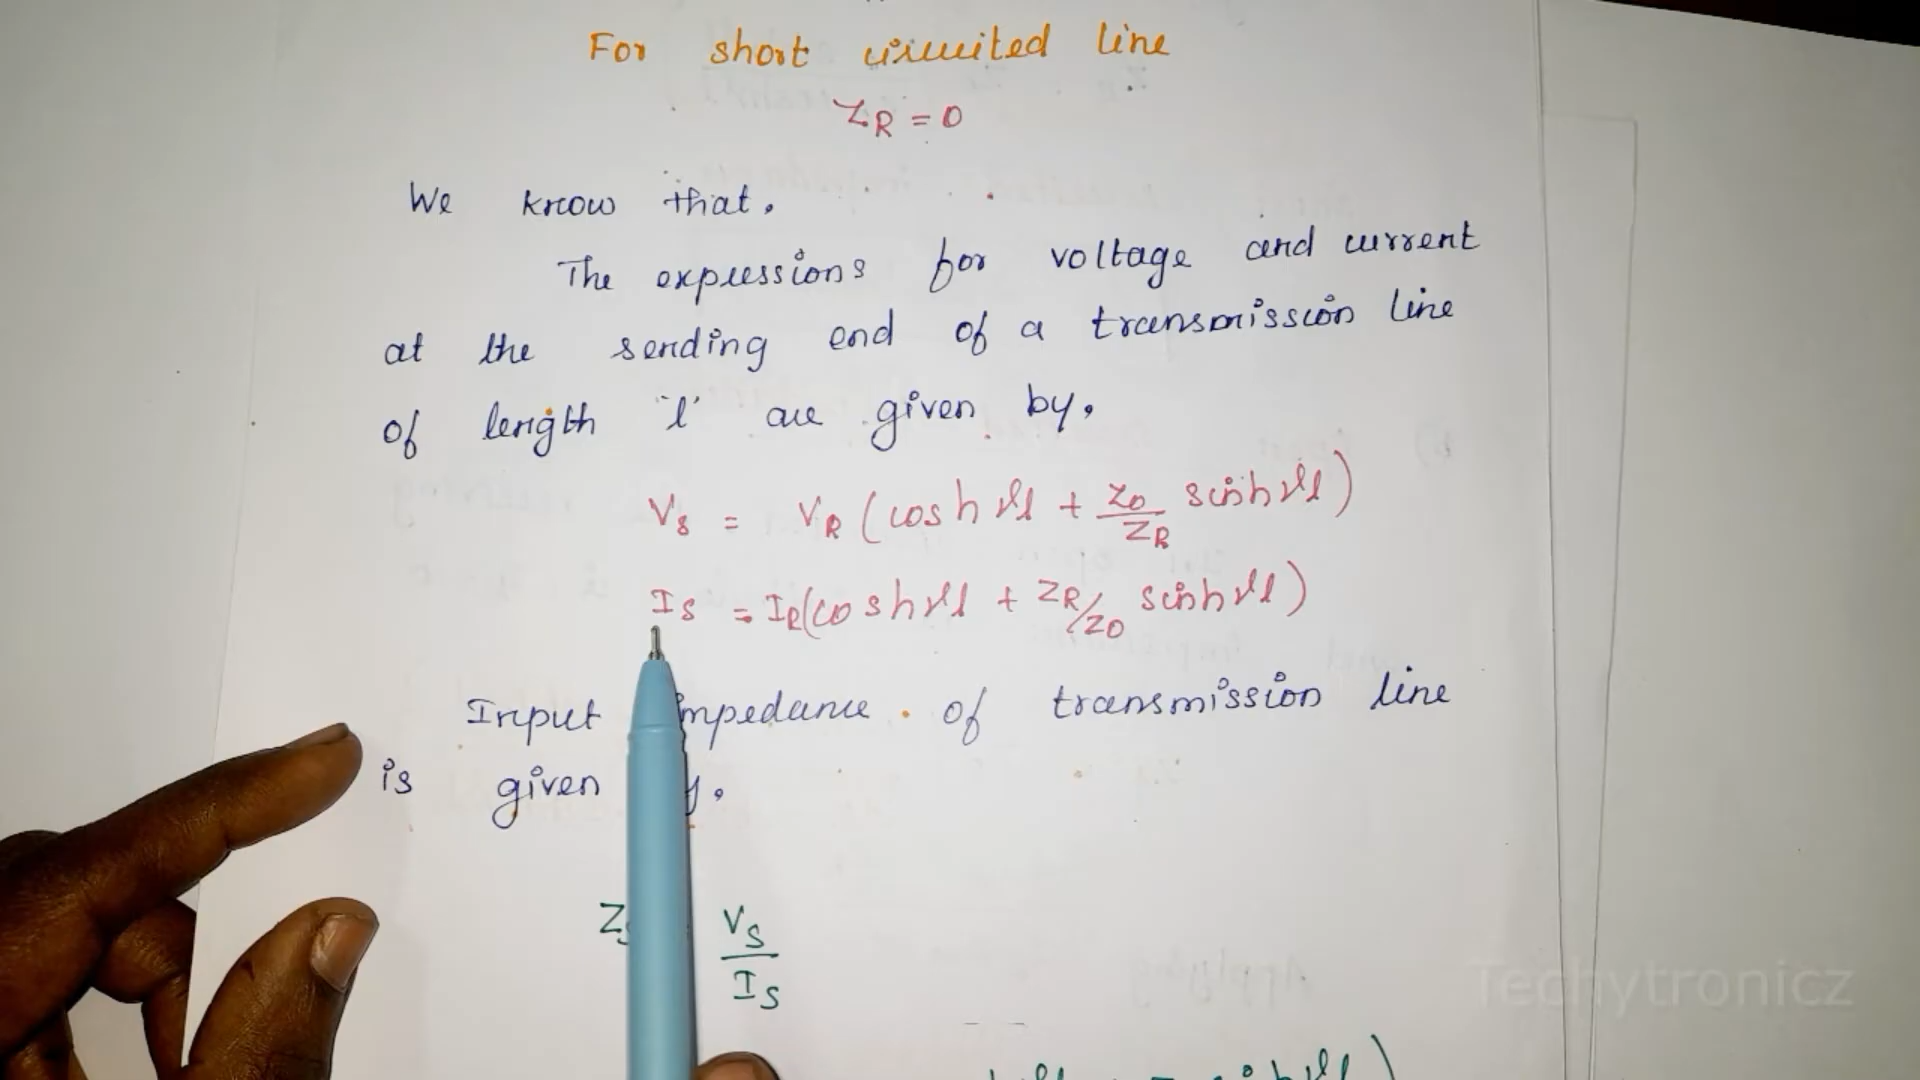 For short circuited line
Z_R = 0
We know that,
The expressions for voltage and current
at the sending end of a transmission line
of length 'l' are given by,
V_s = V_R (cosh γl + Z_0/Z_R sinh γl)
I_s = I_R (cosh γl + Z_R/Z_0 sinh γl)
Input impedance of transmission line
is given
V_S
I_S
Techytronicz